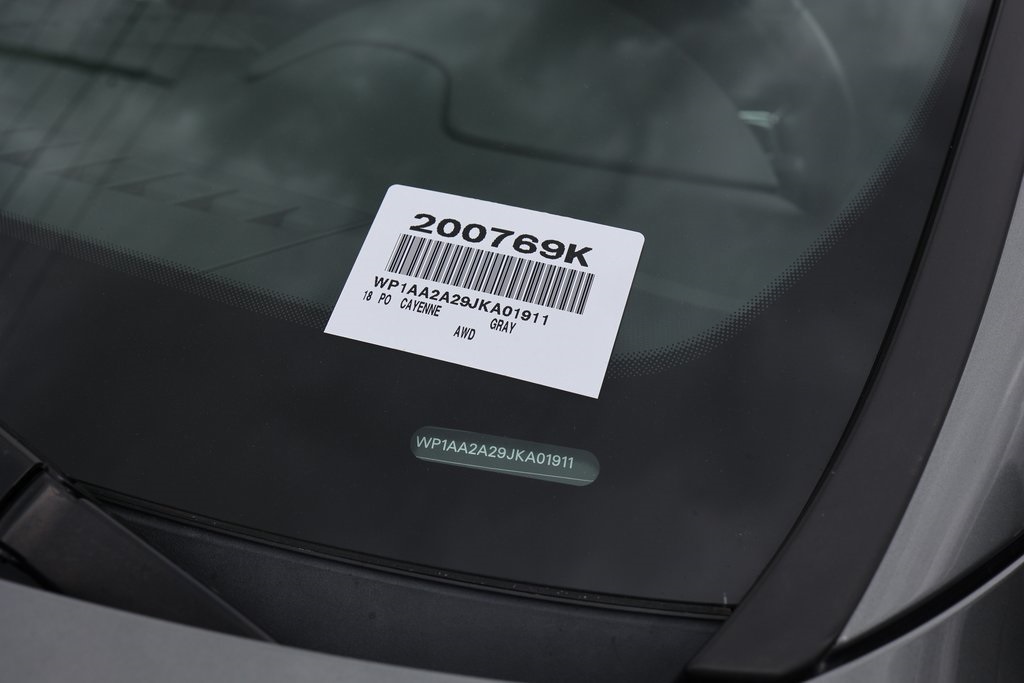 200769K
WP1AA2A29JKA01911
18 PO CAYENNE GRAY
AWD
WP1AA2A29JKA01911